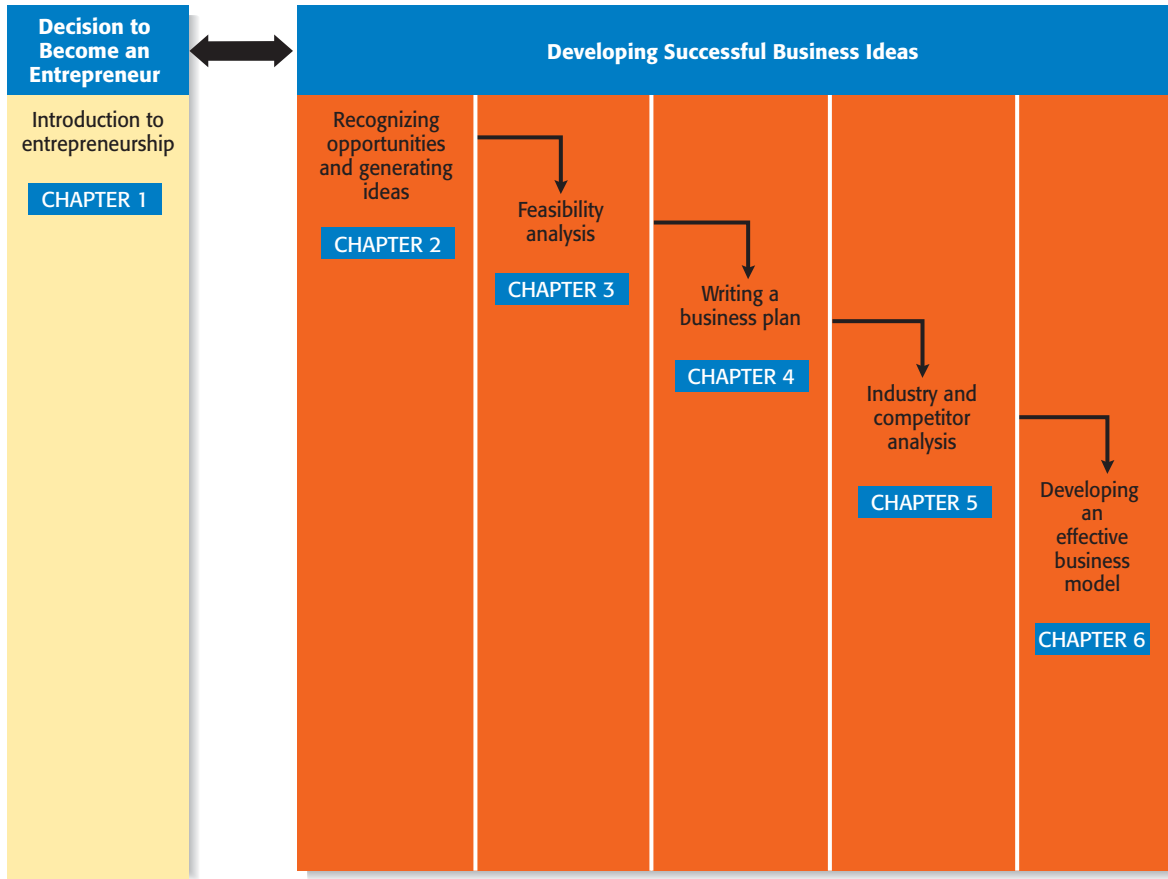 Decision to
Become an
Entrepreneur
Developing Successful Business Ideas
Introduction to
entrepreneurship
CHAPTER 1
Recognizing
opportunities
and generating
ideas
CHAPTER 2
Feasibility
analysis
CHAPTER 3
Writing a
business plan
CHAPTER 4
Industry and
competitor
analysis
CHAPTER 5
Developing
an
effective
business
model
CHAPTER 6